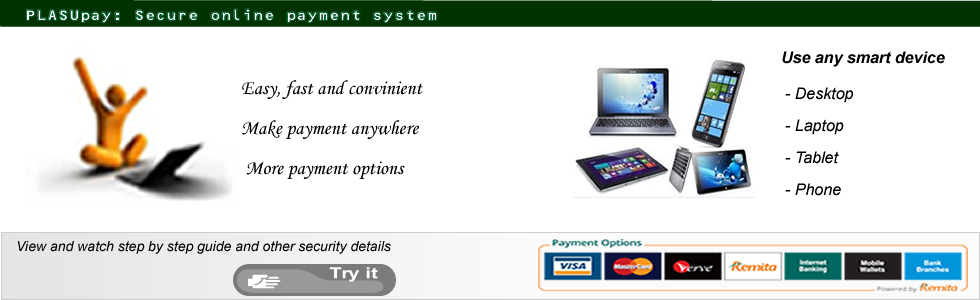 PLASUpay: Secure online payment system
Easy, fast and convinient
Make payment anywhere
More payment options
Use any smart device
- Desktop
- Laptop
- Tablet
- Phone
View and watch step by step guide and other security details
Try it
Payment Options
VISA
MasterCard
Verve
Remita
Internet Banking
Mobile Wallets
Bank Branches
Powered by Remita